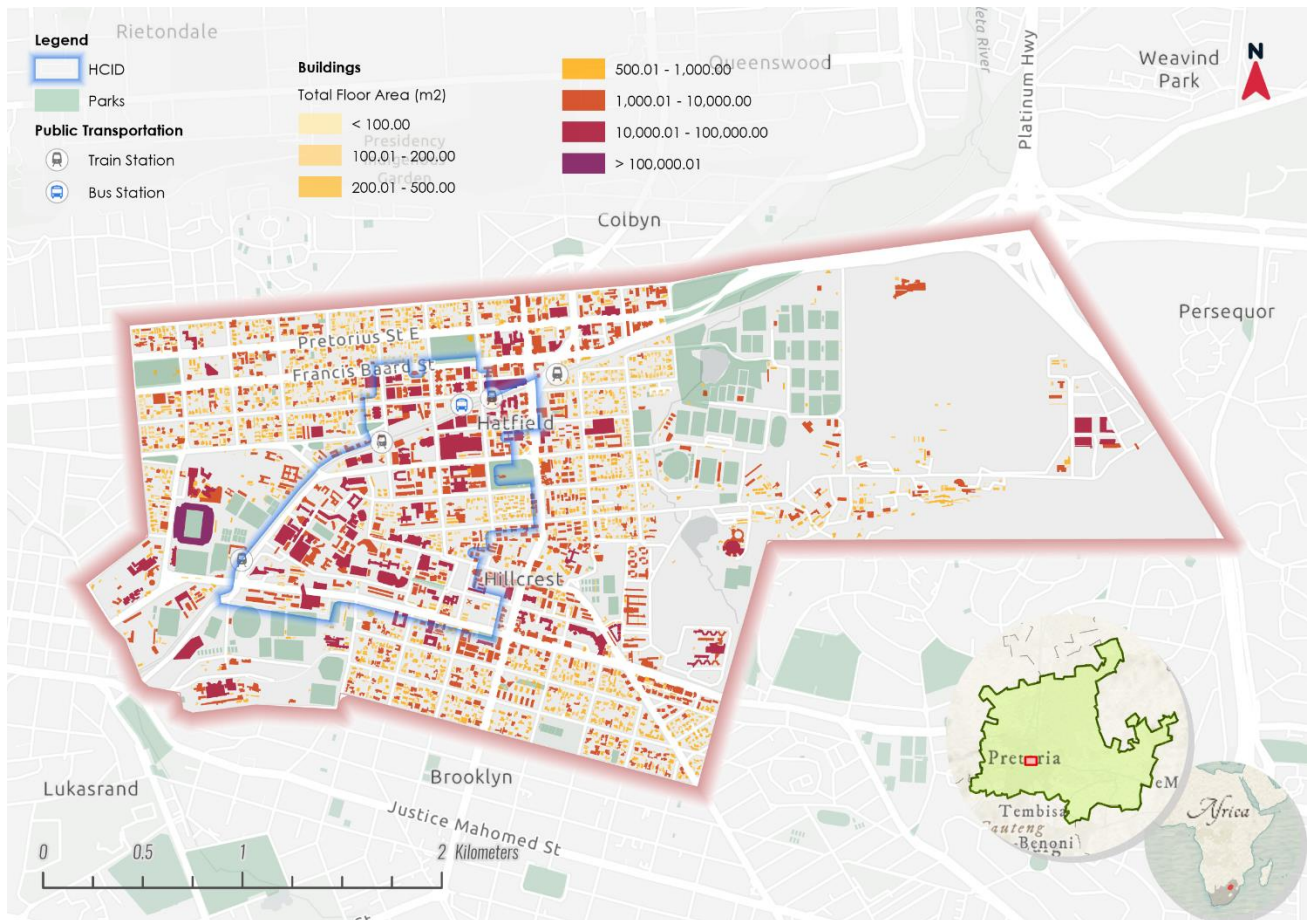 Rietondale
Legend
HCID
Parks
Public Transportation
Train Station
Bus Station
Buildings
Total Floor Area (m2)
< 100.00
100.01 - 200.00
200.01 - 500.00
500.01 - 1,000.00
1,000.01 - 10,000.00
10,000.01 - 100,000.00
> 100,000.01
Presidency
Garden
Queenswood
Platinum Hwy
Weavind
Park
N
Colbyn
Persequor
Pretorius St E
Francis Baard St
Hatfield
Hillcrest
Brooklyn
Lukasrand
Justice Mahomed St
0 0.5 1 2 Kilometers
Pretoria
Tembisa
Gauteng
-Benoni
eM
Africa